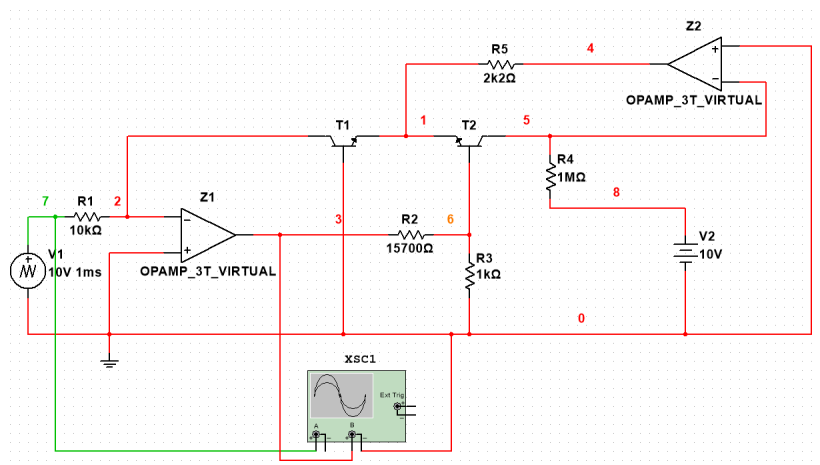 Z2
R5
4
2k2Ω
OPAMP_3T_VIRTUAL
T1
1
T2
5
R4
1MΩ
8
7
R1
2
Z1
10kΩ
3
R2
6
15700Ω
V1
10V 1ms
OPAMP_3T_VIRTUAL
R3
1kΩ
V2
10V
0
XSC1
Ext Trig
A
B